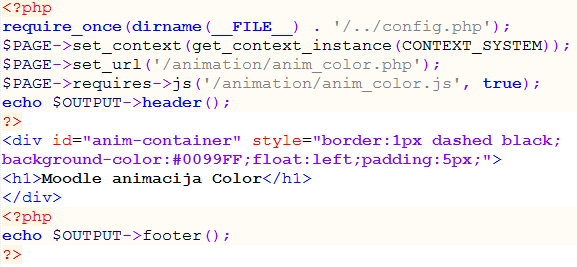 <?php
require_once(dirname(__FILE__) . '/../config.php');
$PAGE->set_context(get_context_instance(CONTEXT_SYSTEM));
$PAGE->set_url('/animation/anim_color.php');
$PAGE->requires->js('/animation/anim_color.js', true);
echo $OUTPUT->header();
?>
<div id="anim-container" style="border:1px dashed black;
background-color:#0099FF;float:left;padding:5px;">
<h1>Moodle animacija Color</h1>
</div>
<?php
echo $OUTPUT->footer();
?>